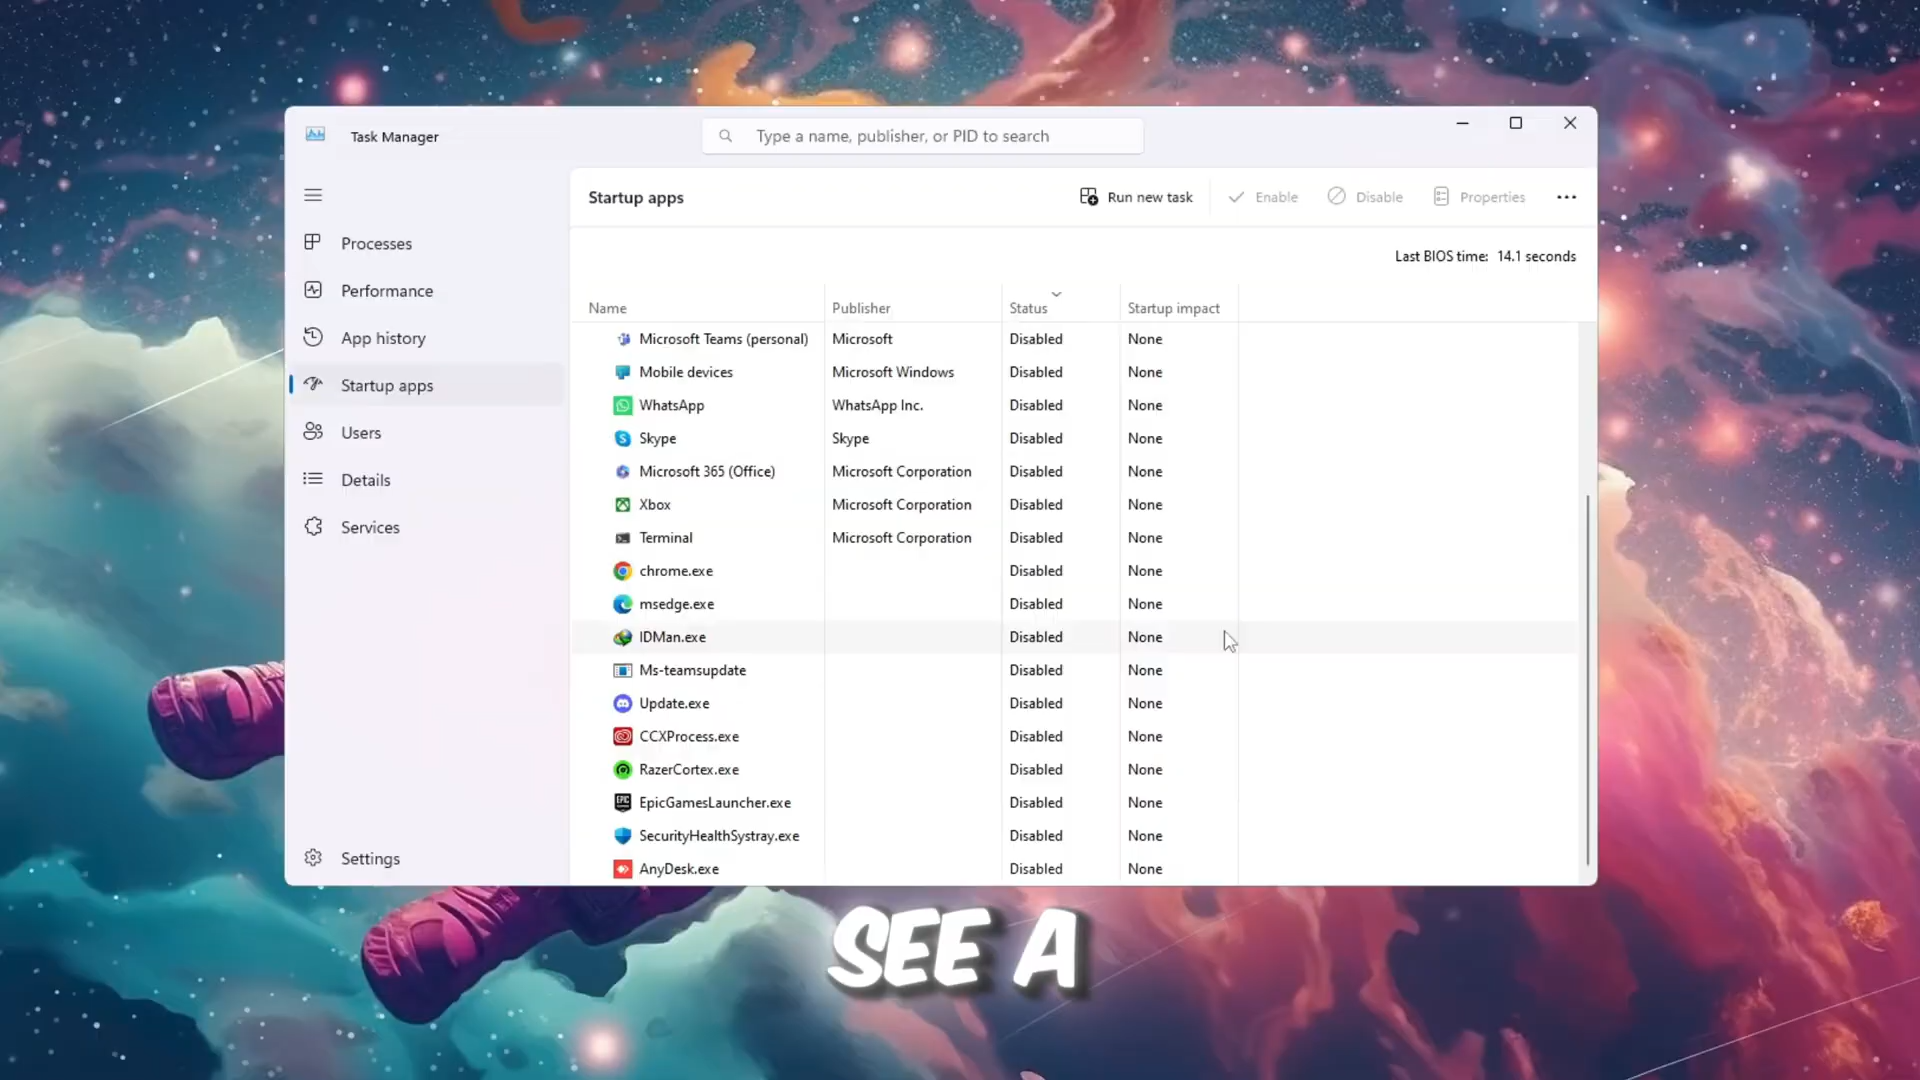 Task Manager
Type a name, publisher, or PID to search
Startup apps
Run new task
Enable
Disable
Properties
Last BIOS time: 14.1 seconds
Processes
Performance
App history
Startup apps
Users
Details
Services
Settings
Name Publisher Status Startup impact
Microsoft Teams (personal) Microsoft Disabled None
Mobile devices Microsoft Windows Disabled None
WhatsApp WhatsApp Inc. Disabled None
Skype Skype Disabled None
Microsoft 365 (Office) Microsoft Corporation Disabled None
Xbox Microsoft Corporation Disabled None
Terminal Microsoft Corporation Disabled None
chrome.exe Disabled None
msedge.exe Disabled None
IDMan.exe Disabled None
Ms-teamsupdate Disabled None
Update.exe Disabled None
CCXProcess.exe Disabled None
RazerCortex.exe Disabled None
EpicGamesLauncher.exe Disabled None
SecurityHealthSystray.exe Disabled None
AnyDesk.exe Disabled None
SEE A